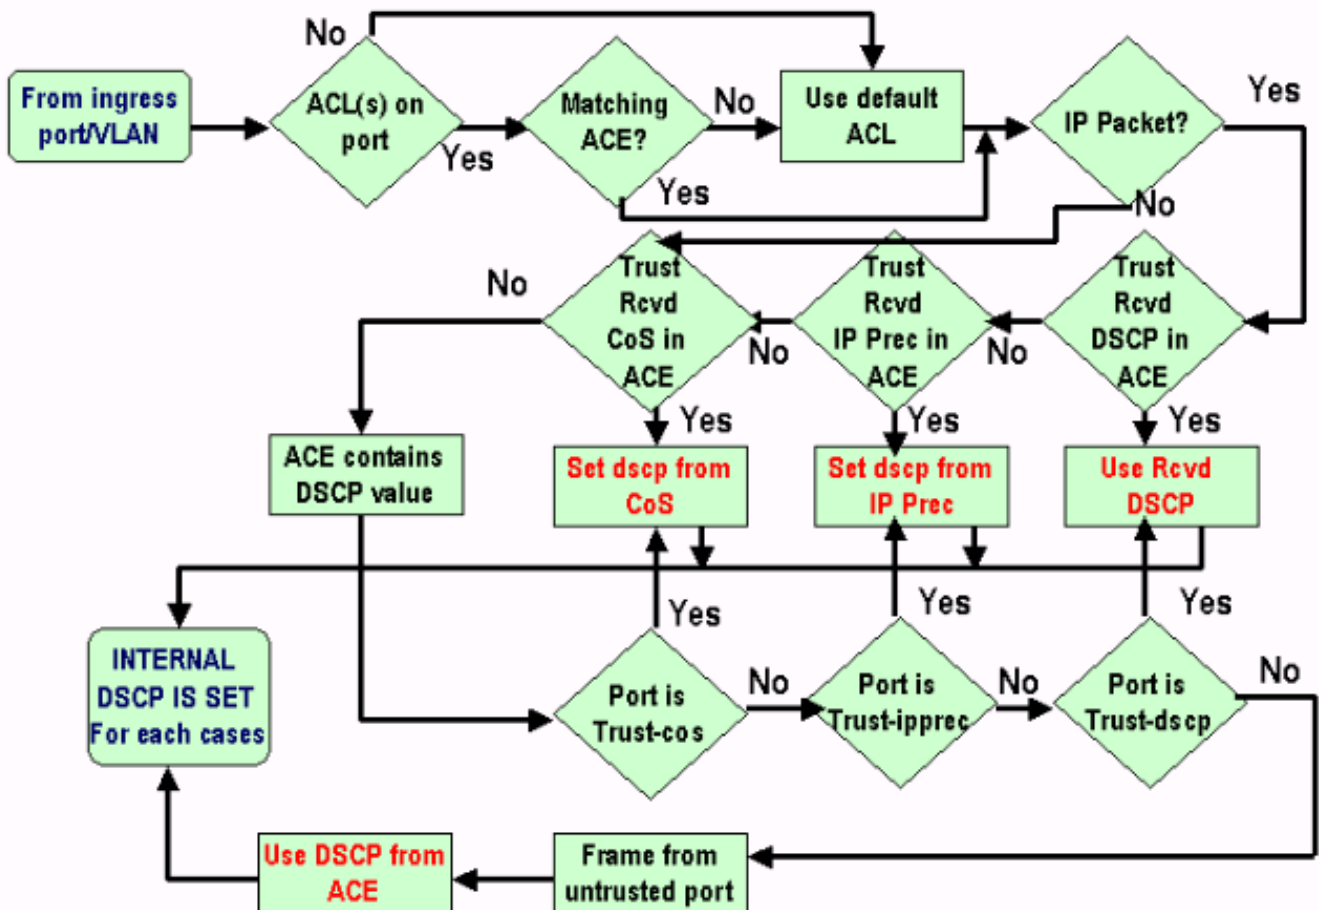 No
From ingress
port/VLAN
ACL(s) on
port
Yes
Matching
ACE?
No
Yes
Use default
ACL
IP Packet?
Yes
No
Trust
Rcvd
DSCP in
ACE
No
Yes
Trust
Rcvd
IP Prec in
ACE
No
Yes
Trust
Rcvd
CoS in
ACE
No
Yes
ACE contains
DSCP value
Set dscp from
CoS
Set dscp from
IP Prec
Use Rcvd
DSCP
Yes
Yes
Yes
INTERNAL
DSCP IS SET
For each cases
Port is
Trust-cos
No
Port is
Trust-ipprec
No
Port is
Trust-dscp
No
Use DSCP from
ACE
Frame from
untrusted port